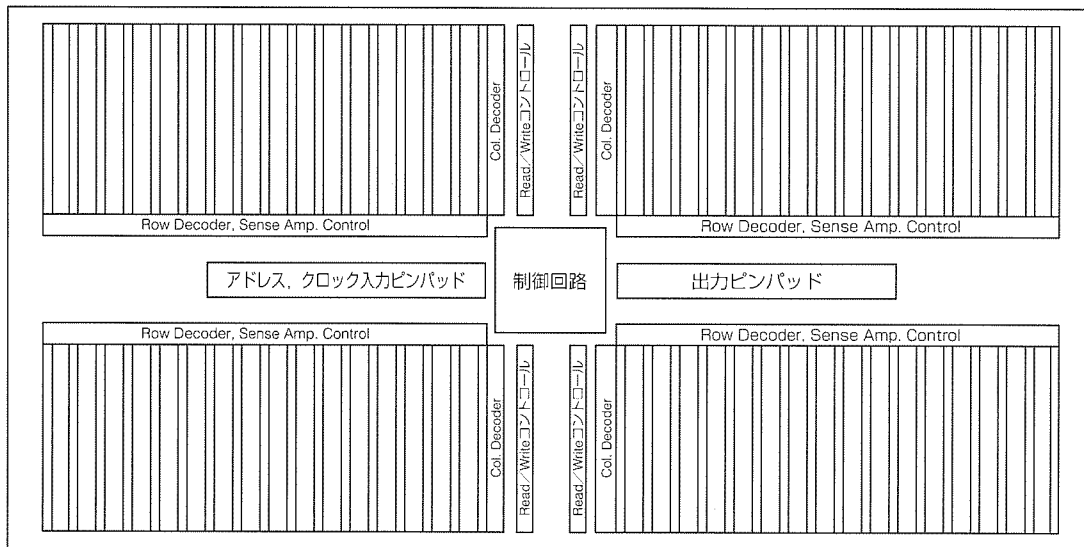 Col. Decoder
Read／Writeコントロール
Read／Writeコントロール
Col. Decoder
Row Decoder, Sense Amp. Control
Row Decoder, Sense Amp. Control
アドレス，クロック入力ピンパッド
制御回路
出力ピンパッド
Row Decoder, Sense Amp. Control
Row Decoder, Sense Amp. Control
Col. Decoder
Read／Writeコントロール
Read／Writeコントロール
Col. Decoder